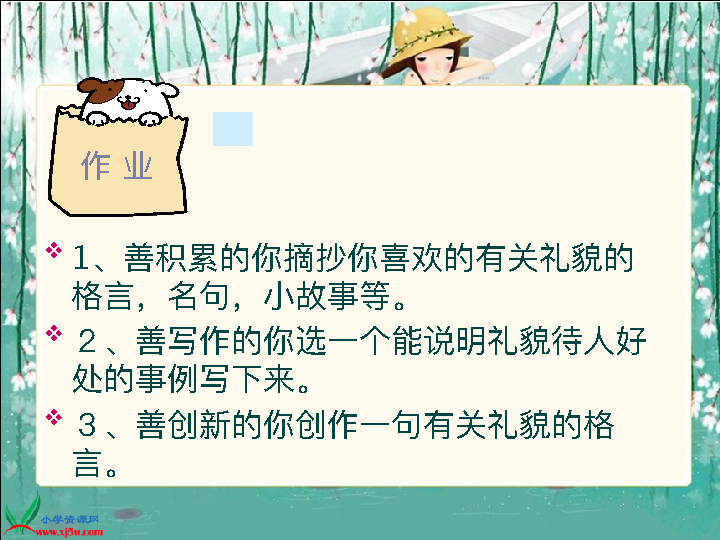 作 业
1、善积累的你摘抄你喜欢的有关礼貌的
格言，名句，小故事等。
２、善写作的你选一个能说明礼貌待人好
处的事例写下来。
３、善创新的你创作一句有关礼貌的格
言。
小学资源网
www.xj5u.com